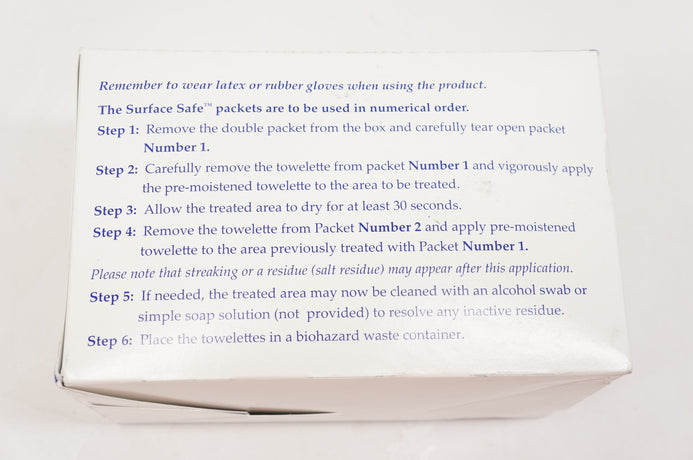 Remember to wear latex or rubber gloves when using the product.
The Surface Safe™ packets are to be used in numerical order.
Step 1: Remove the double packet from the box and carefully tear open packet
Number 1.
Step 2: Carefully remove the towelette from packet Number 1 and vigorously apply
the pre-moistened towelette to the area to be treated.
Step 3: Allow the treated area to dry for at least 30 seconds.
Step 4: Remove the towelette from Packet Number 2 and apply pre-moistened
towelette to the area previously treated with Packet Number 1.
Please note that streaking or a residue (salt residue) may appear after this application.
Step 5: If needed, the treated area may now be cleaned with an alcohol swab or
simple soap solution (not provided) to resolve any inactive residue.
Step 6: Place the towelettes in a biohazard waste container.